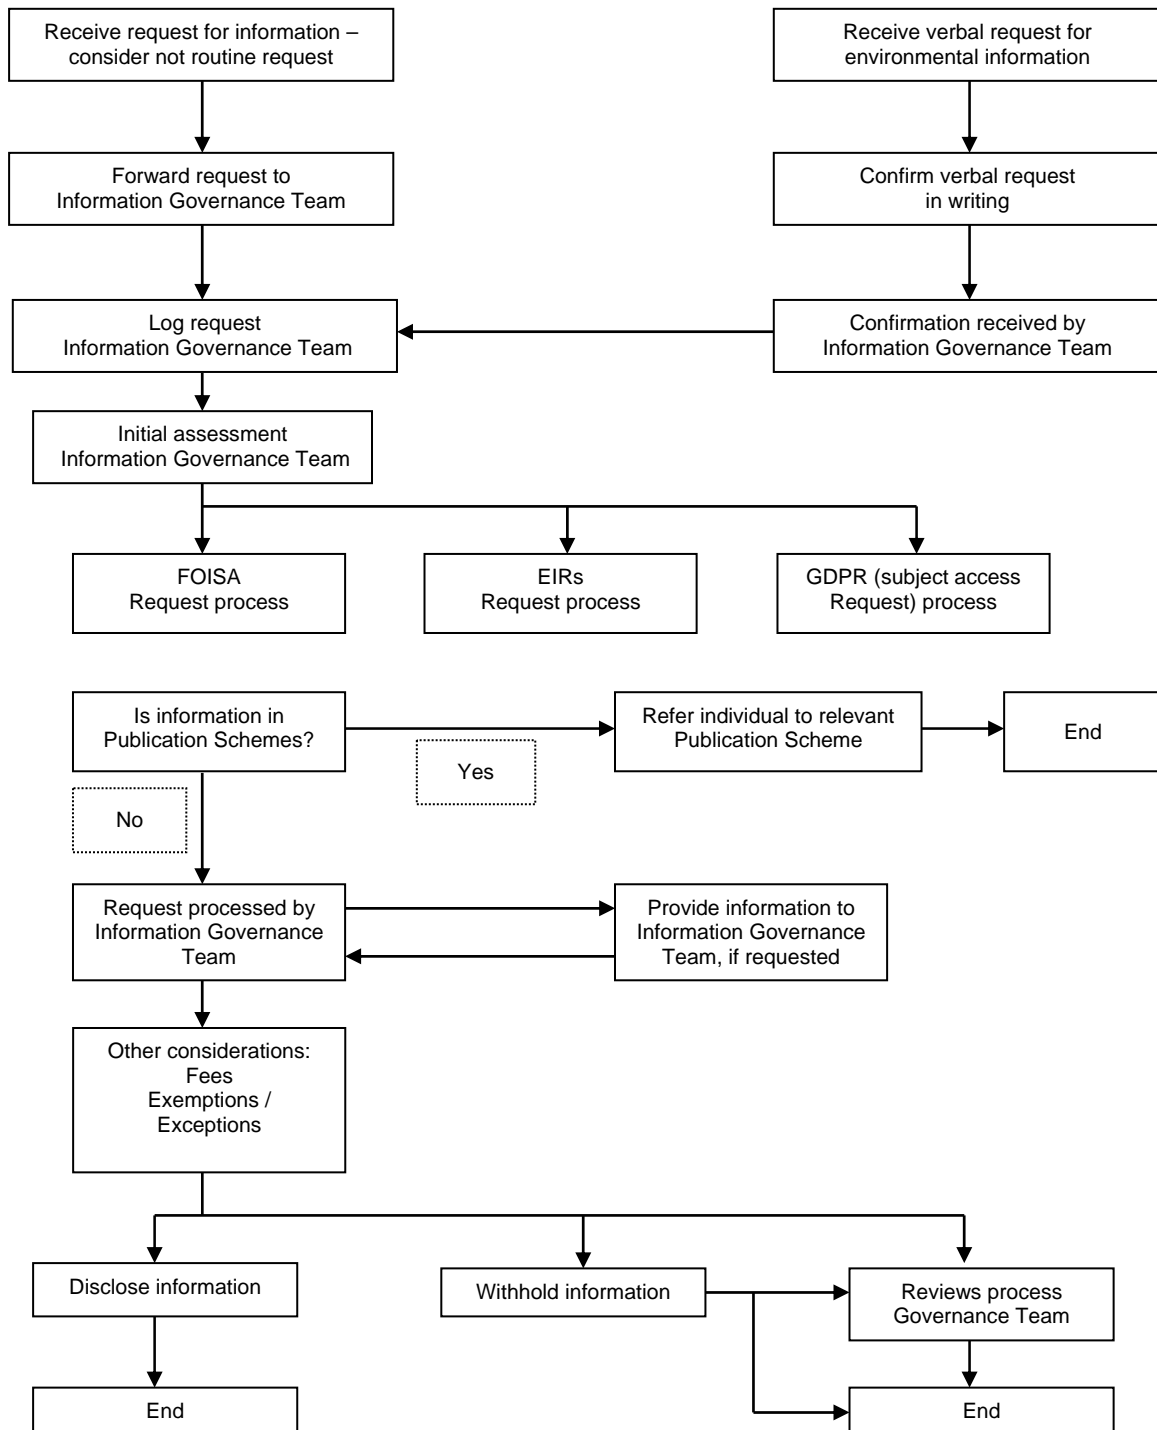 Receive request for information –
consider not routine request
Receive verbal request for
environmental information
Forward request to
Information Governance Team
Confirm verbal request
in writing
Log request
Information Governance Team
Confirmation received by
Information Governance Team
Initial assessment
Information Governance Team
FOISA
Request process
EIRs
Request process
GDPR (subject access
Request) process
Is information in
Publication Schemes?
Refer individual to relevant
Publication Scheme
End
Yes
No
Request processed by
Information Governance
Team
Provide information to
Information Governance
Team, if requested
Other considerations:
Fees
Exemptions /
Exceptions
Disclose information
Withhold information
Reviews process
Governance Team
End
End